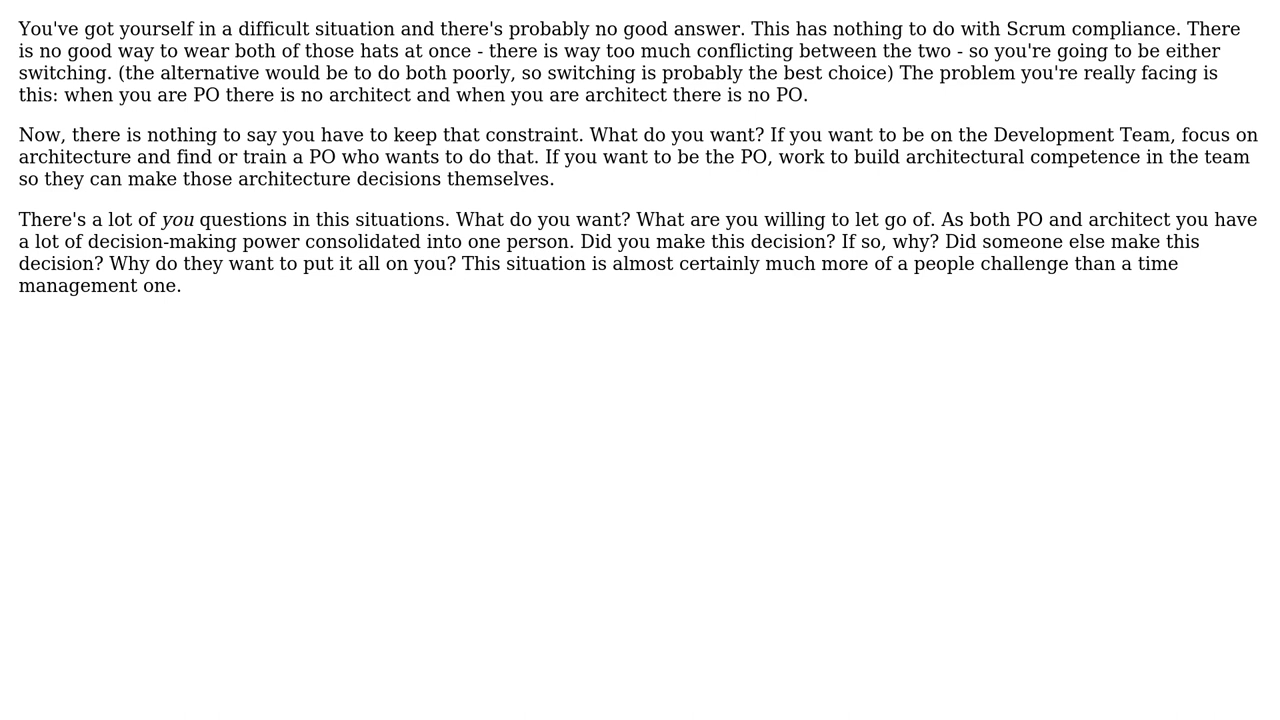 You've got yourself in a difficult situation and there's probably no good answer. This has nothing to do with Scrum compliance. There
is no good way to wear both of those hats at once - there is way too much conflicting between the two - so you're going to be either
switching. (the alternative would be to do both poorly, so switching is probably the best choice) The problem you're really facing is
this: when you are PO there is no architect and when you are architect there is no PO.
Now, there is nothing to say you have to keep that constraint. What do you want? If you want to be on the Development Team, focus on
architecture and find or train a PO who wants to do that. If you want to be the PO, work to build architectural competence in the team
so they can make those architecture decisions themselves.
There's a lot of you questions in this situations. What do you want? What are you willing to let go of. As both PO and architect you have
a lot of decision-making power consolidated into one person. Did you make this decision? If so, why? Did someone else make this
decision? Why do they want to put it all on you? This situation is almost certainly much more of a people challenge than a time
management one.